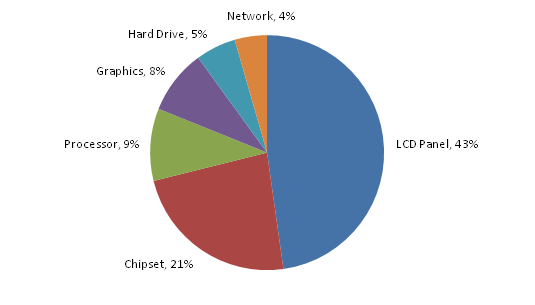 Network, 4%
Hard Drive, 5%
Graphics, 8%
Processor, 9%
LCD Panel, 43%
Chipset, 21%